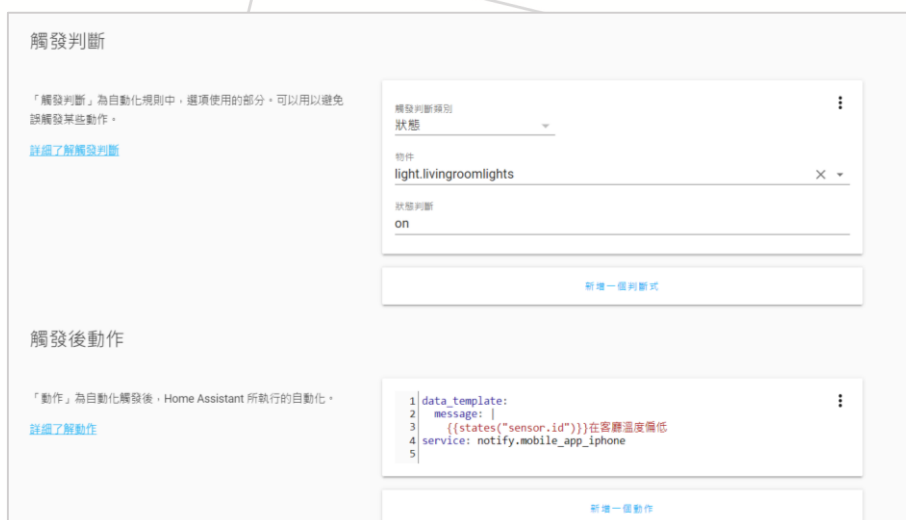 觸發判斷
「觸發判斷」為自動化規則中，選項使用的部分。可以用以避免
誤觸發某些動作。
詳細了解觸發判斷
觸發判斷類別
狀態
物件
light.livingroomlights
狀態判斷
on
新增一個判斷式
觸發後動作
「動作」為自動化觸發後，Home Assistant 所執行的自動化。
詳細了解動作
1 data_template:
2   message: |
3     {{states("sensor.id")}}在客廳溫度偏低
4 service: notify.mobile_app_iphone
5
新增一個動作